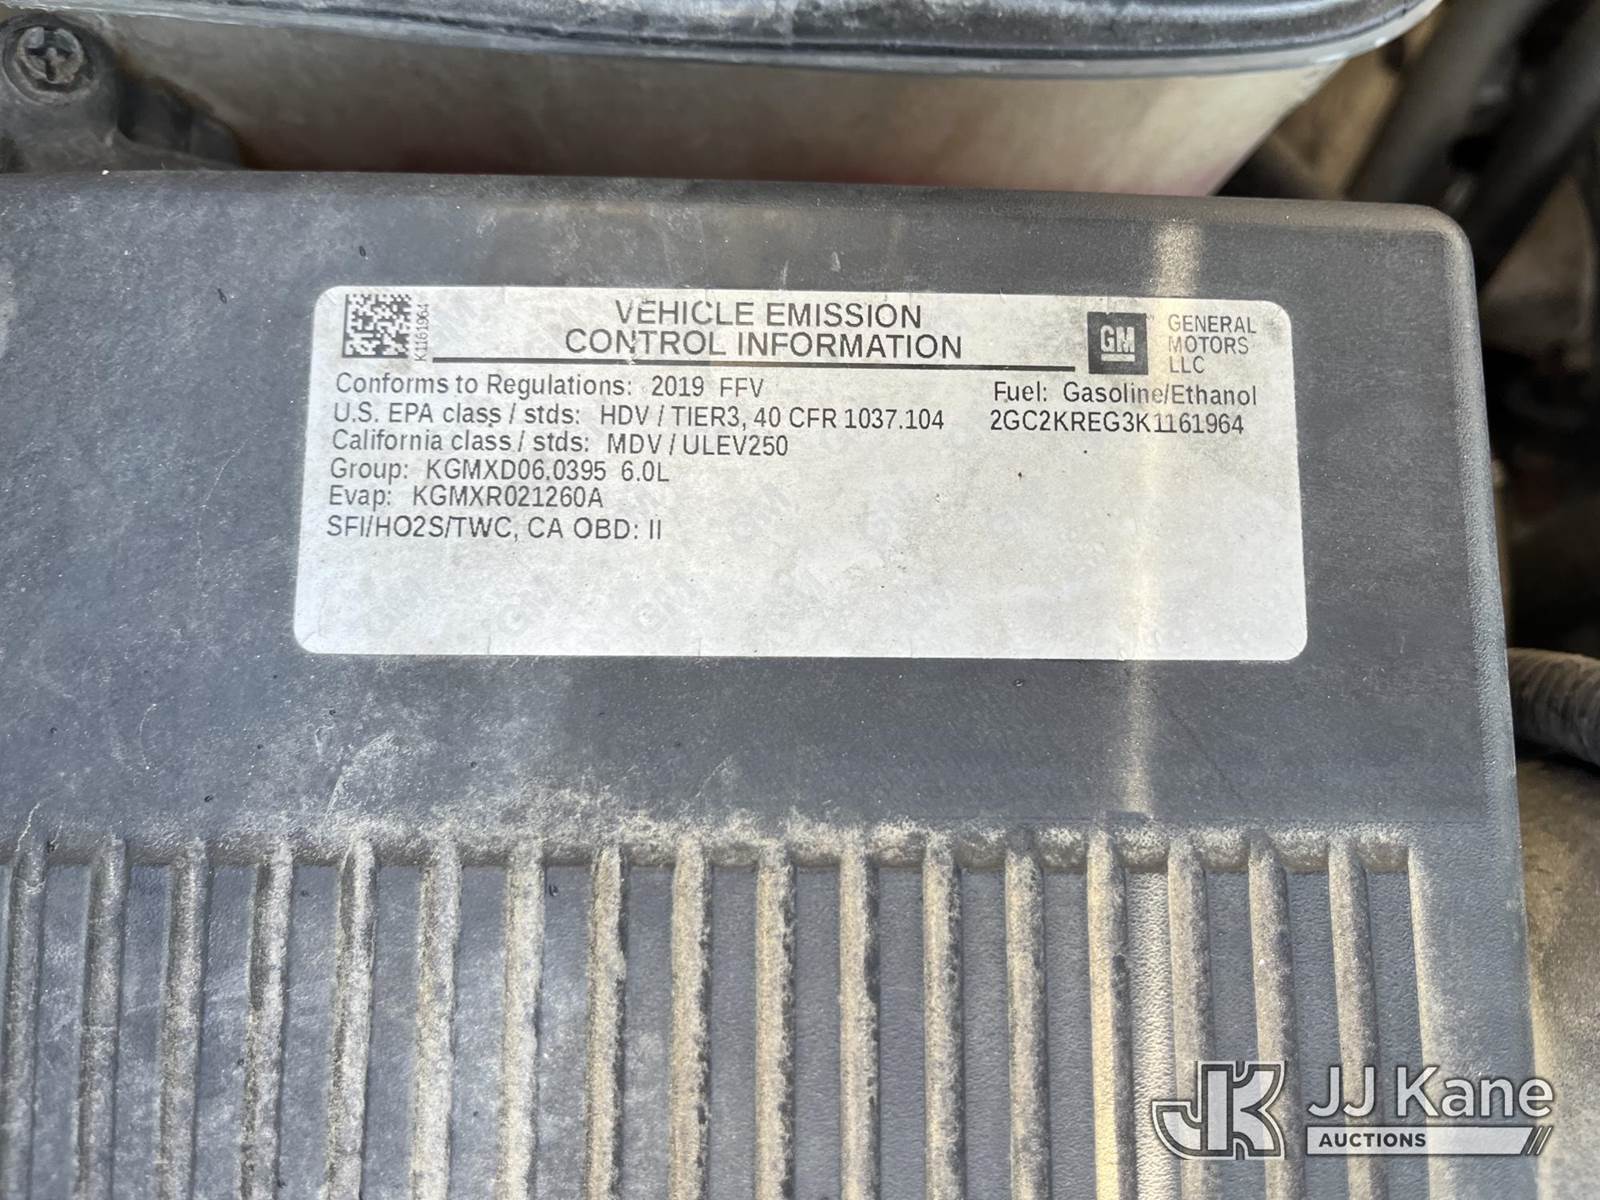 K1161964
VEHICLE EMISSION
CONTROL INFORMATION
GM
GENERAL
MOTORS
LLC
Conforms to Regulations: 2019 FFV
Fuel: Gasoline/Ethanol
U.S. EPA class / stds: HDV / TIER3, 40 CFR 1037.104
2GC2KREG3K1161964
California class / stds: MDV / ULEV250
Group: KGMXD06.0395 6.0L
Evap: KGMXR021260A
SFI/HO2S/TWC, CA OBD: II
JK JJ Kane
AUCTIONS